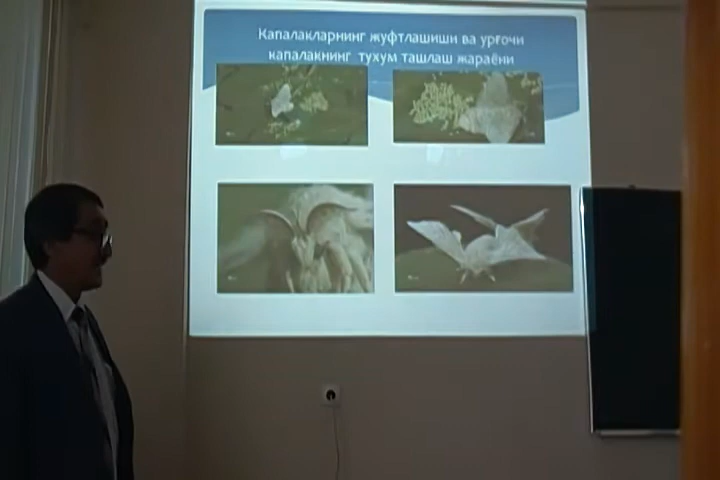 Капалакларнинг жуфтлашиши ва урғочи
капалакнинг тухум ташлаш жараёни